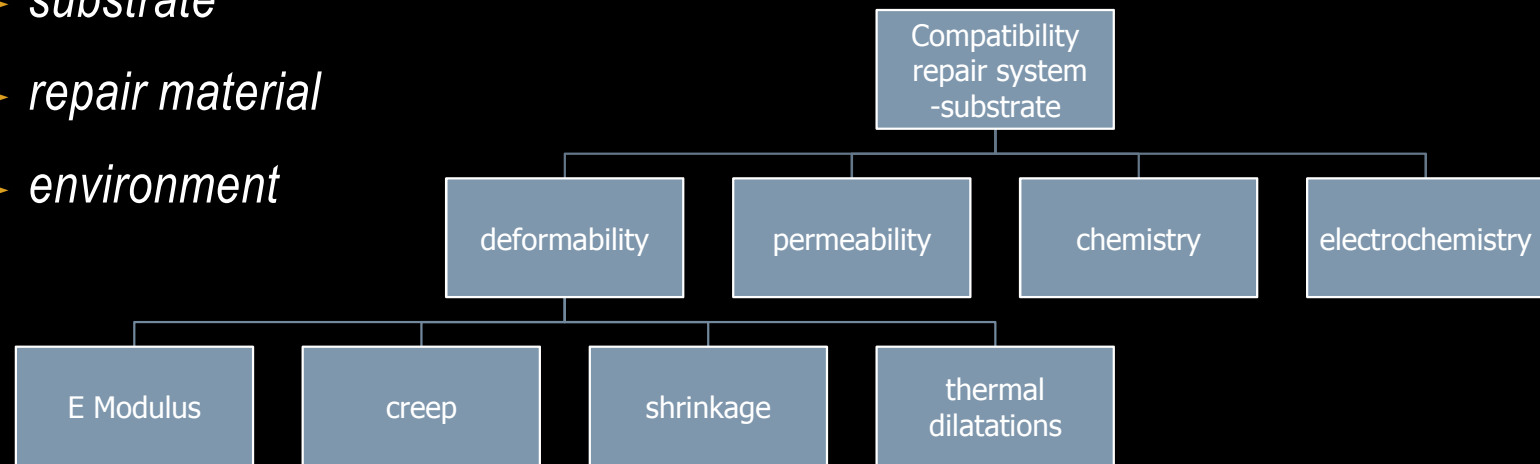 substrate
repair material
environment
Compatibility
repair system
-substrate
deformability
permeability
chemistry
electrochemistry
E Modulus
creep
shrinkage
thermal
dilatations